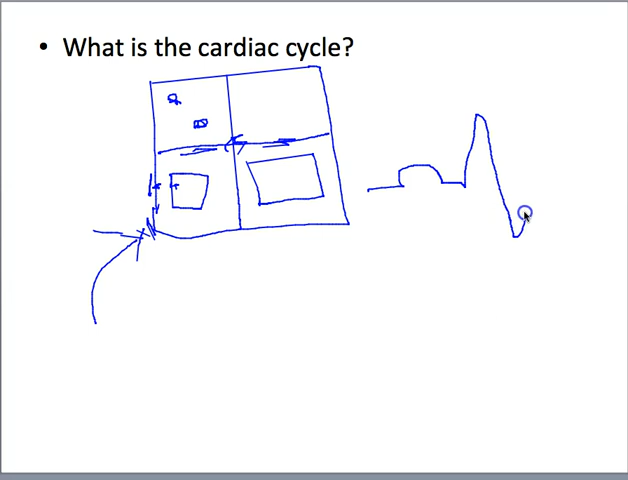 • What is the cardiac cycle?